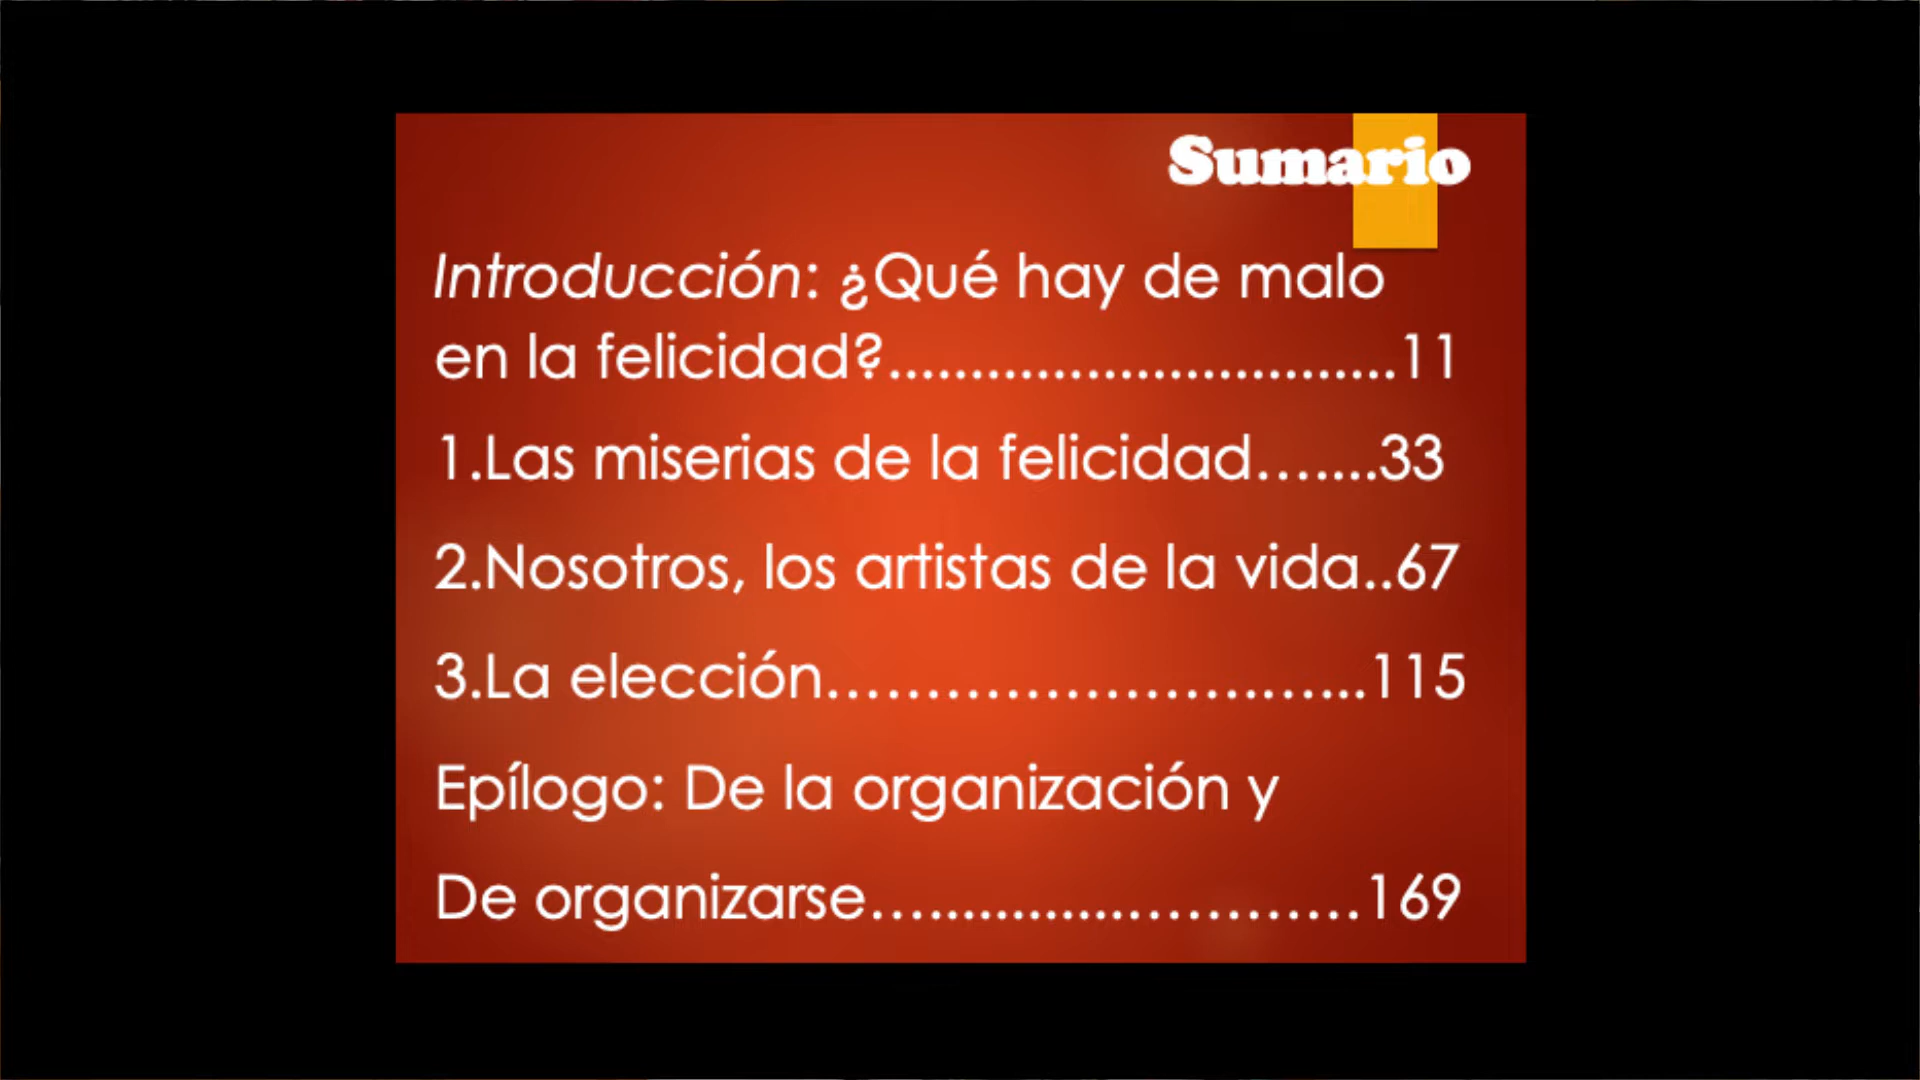 Sumario
Introducción: ¿Qué hay de malo
en la felicidad?...............................11
1.Las miserias de la felicidad…....33
2.Nosotros, los artistas de la vida..67
3.La elección…………………….…...115
Epílogo: De la organización y
De organizarse…............…………169